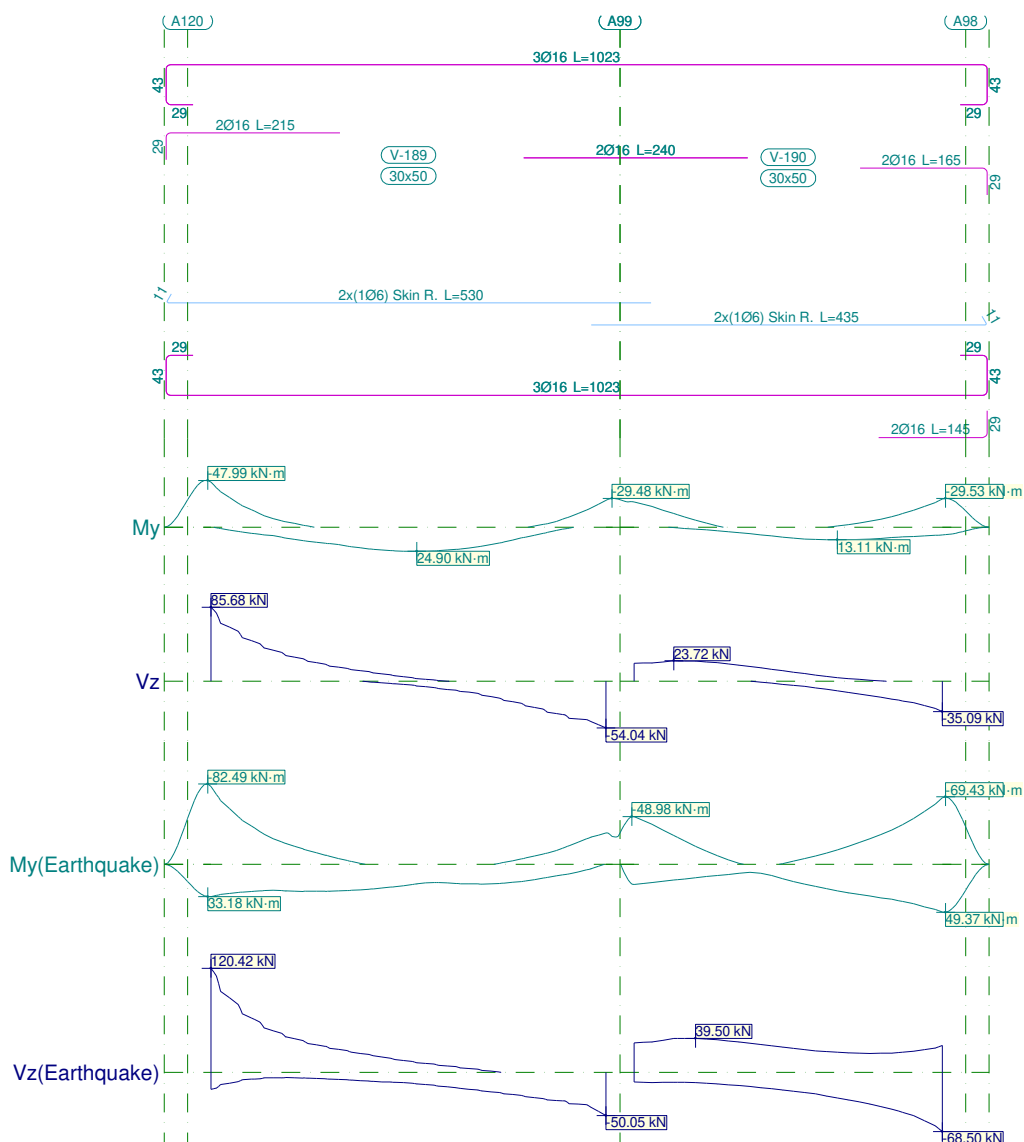 A120 A99 A98
3Ø16 L=1023
43 43
29 29
2Ø16 L=215
29
V-189 2Ø16 L=240 V-190
30x50 30x50
2Ø16 L=165
29
11 2x(1Ø6) Skin R. L=530
2x(1Ø6) Skin R. L=435 11
29 29
43 43
3Ø16 L=1023
2Ø16 L=145 29
-47.99 kN·m -29.48 kN·m -29.53 kN·m
My
24.90 kN·m 13.11 kN·m
85.68 kN
23.72 kN
Vz
-54.04 kN -35.09 kN
-82.49 kN·m -48.98 kN·m -69.43 kN·m
My(Earthquake)
33.18 kN·m 49.37 kN·m
120.42 kN
39.50 kN
Vz(Earthquake)
-50.05 kN -68.50 kN